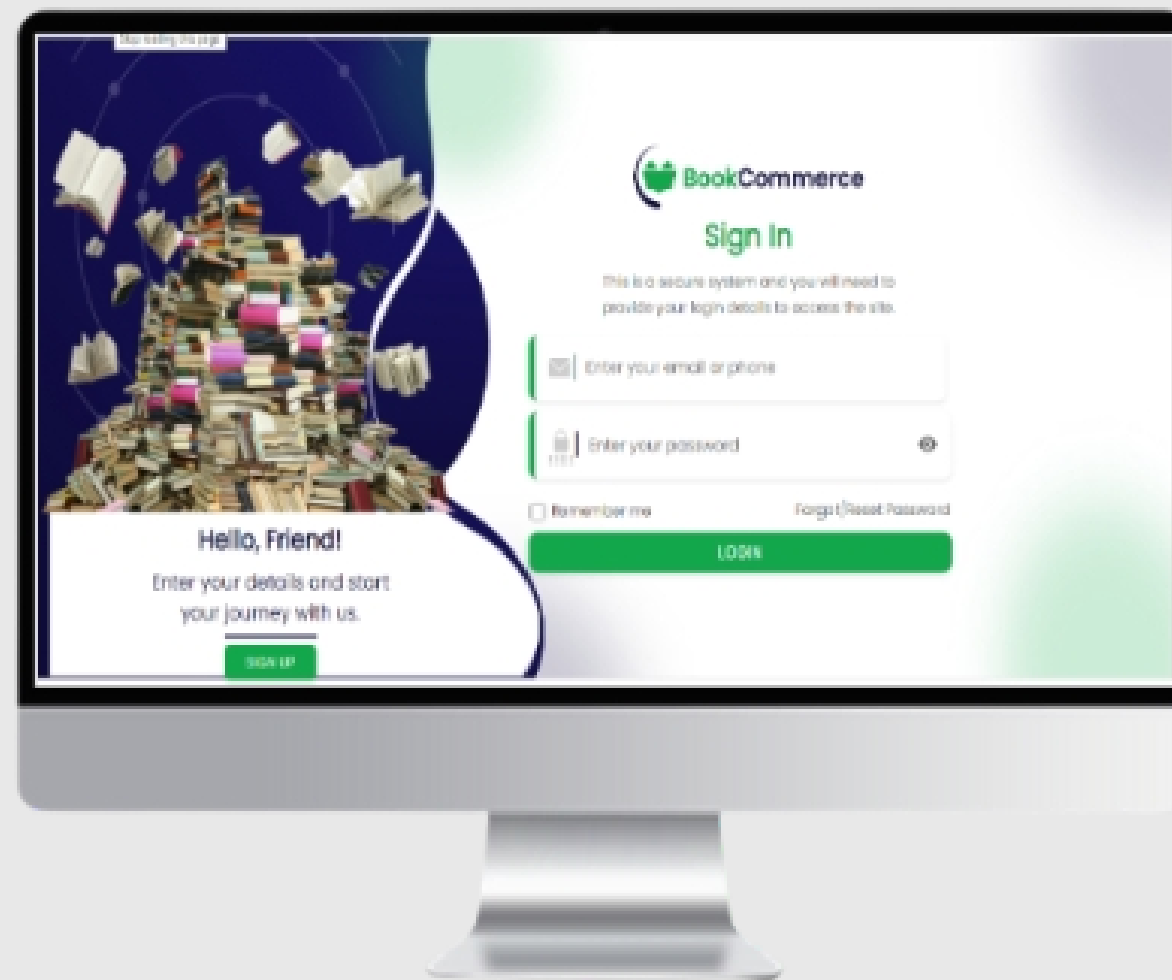 BookCommerce
Sign In
This is a secure system and you will need to
provide your login details to access the site.
Enter your email or phone
Enter your password
Remember me
Forgot/Reset Password
LOGIN
Hello, Friend!
Enter your details and start
your journey with us.
SIGN UP